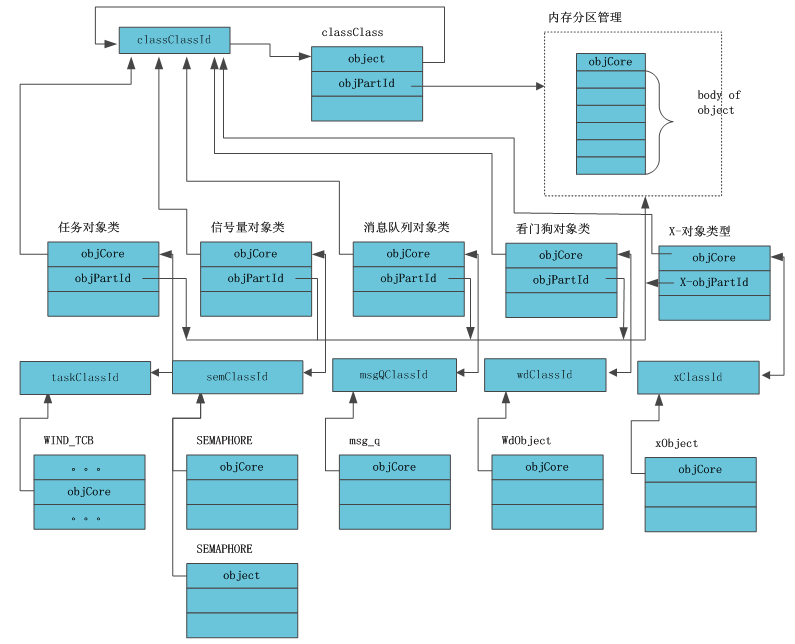 内存分区管理
classClass
classClassId
object
objPartId
objCore
body of
object
任务对象类
信号量对象类
消息队列对象类
看门狗对象类
X-对象类型
objCore
objCore
objCore
objCore
objCore
objPartId
objPartId
objPartId
objPartId
X-objPartId
taskClassId
semClassId
msgQClassId
wdClassId
xClassId
WIND_TCB
SEMAPHORE
msg_q
WdObject
xObject
。。。
objCore
objCore
objCore
objCore
objCore
。。。
SEMAPHORE
object